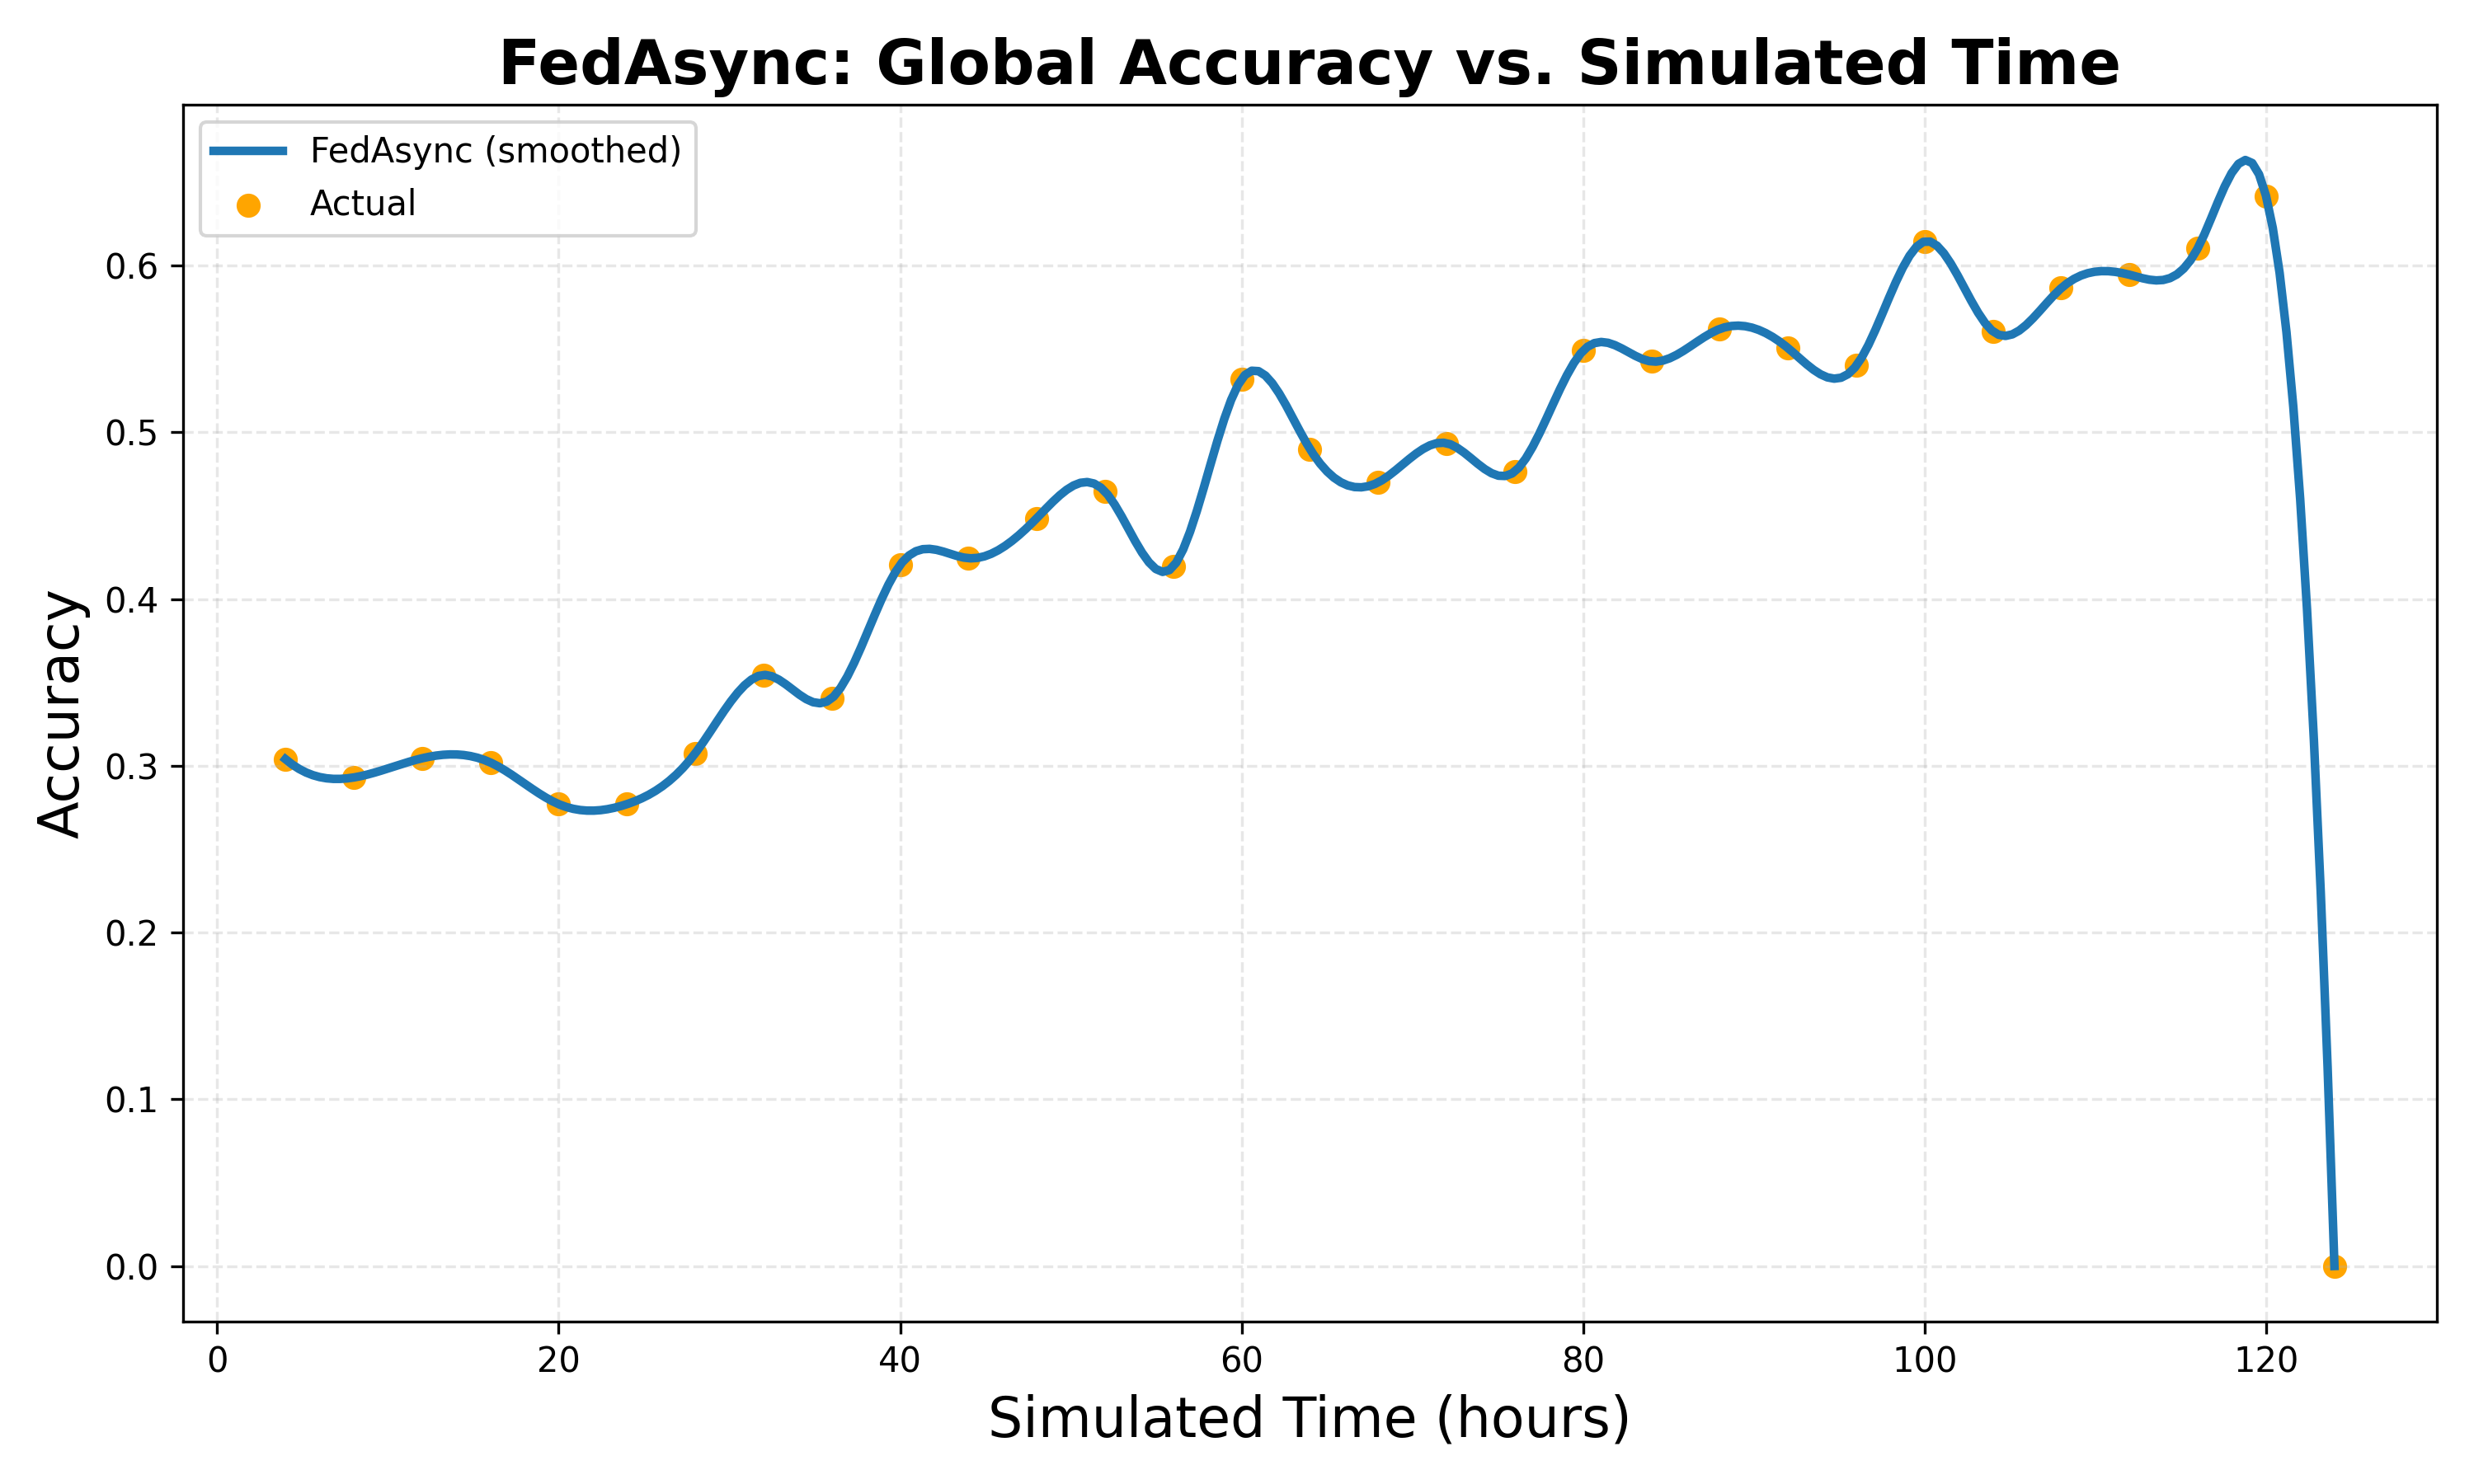 FedAsync: Global Accuracy vs. Simulated Time
FedAsync (smoothed)
Actual
Accuracy
0.6
0.5
0.4
0.3
0.2
0.1
0.0
0 20 40 60 80 100 120
Simulated Time (hours)